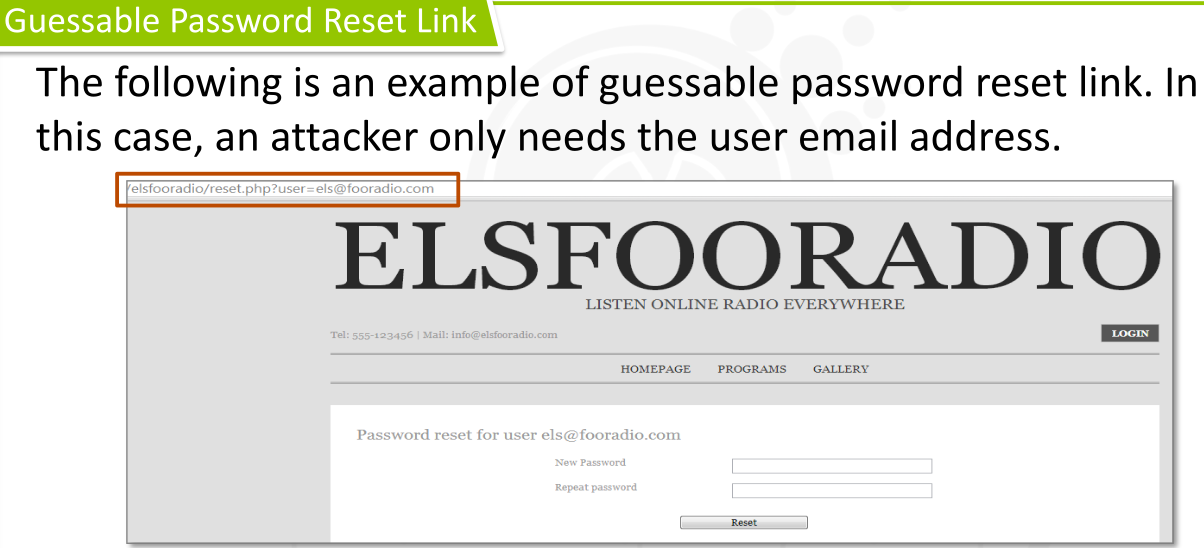 Guessable Password Reset Link
The following is an example of guessable password reset link. In
this case, an attacker only needs the user email address.
/elsfooradio/reset.php?user=els@fooradio.com
ELSFOORADIO
LISTEN ONLINE RADIO EVERYWHERE
Tel: 555-123456 | Mail: info@elsfooradio.com
LOGIN
HOMEPAGE PROGRAMS GALLERY
Password reset for user els@fooradio.com
New Password
Repeat password
Reset